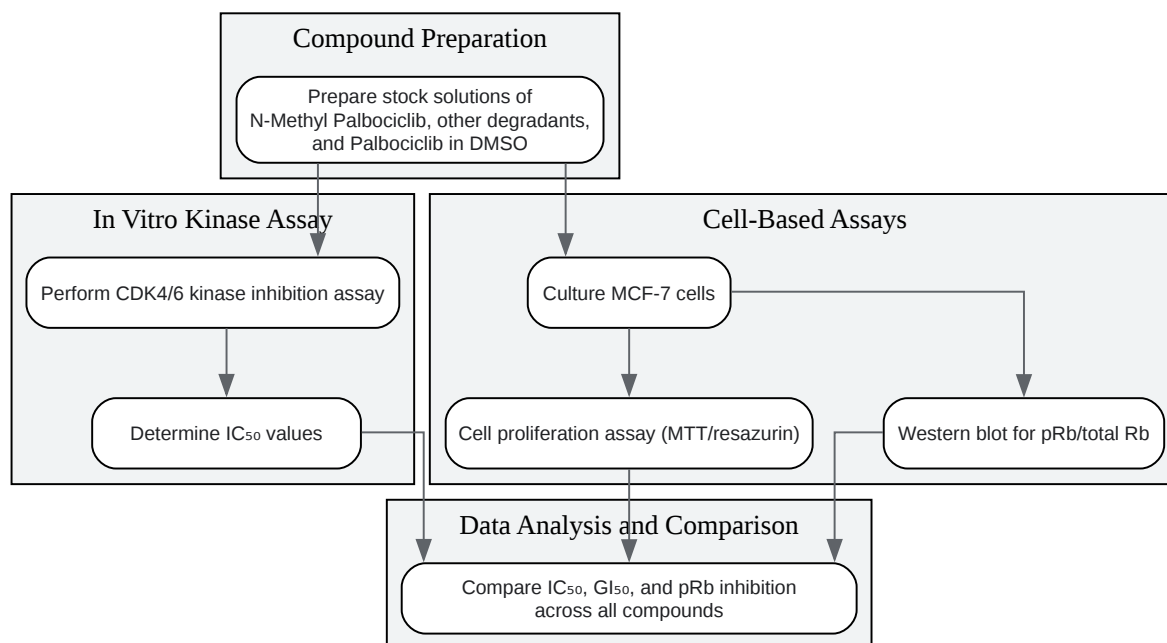 Compound Preparation
Prepare stock solutions of
N-Methyl Palbociclib, other degradants,
and Palbociclib in DMSO
In Vitro Kinase Assay
Perform CDK4/6 kinase inhibition assay
Determine IC₅₀ values
Cell-Based Assays
Culture MCF-7 cells
Cell proliferation assay (MTT/resazurin)
Western blot for pRb/total Rb
Data Analysis and Comparison
Compare IC₅₀, GI₅₀, and pRb inhibition
across all compounds